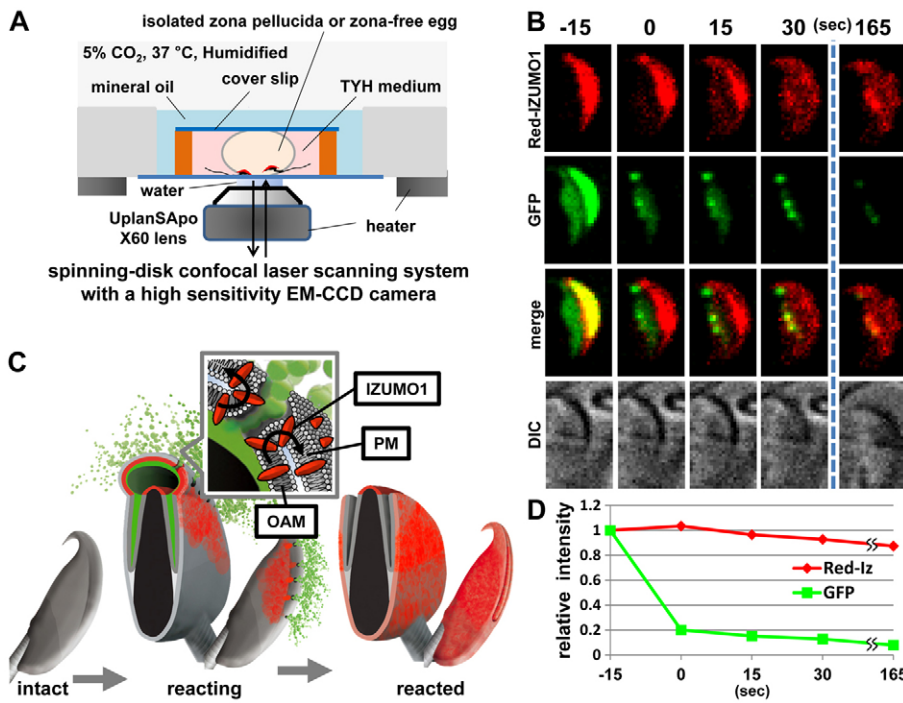 A
isolated zona pellucida or zona-free egg
5% CO2, 37 °C, Humidified
cover slip
mineral oil
TYH medium
water
UplanSApo
X60 lens
heater
spinning-disk confocal laser scanning system
with a high sensitivity EM-CCD camera
B
-15 0 15 30 (sec) 165
Red-IZUMO1
GFP
merge
DIC
C
IZUMO1
PM
OAM
intact
reacting
reacted
D
relative intensity
1.2
1
0.8
0.6
0.4
0.2
0
Red-Iz
GFP
-15 0 15 30 165
(sec)